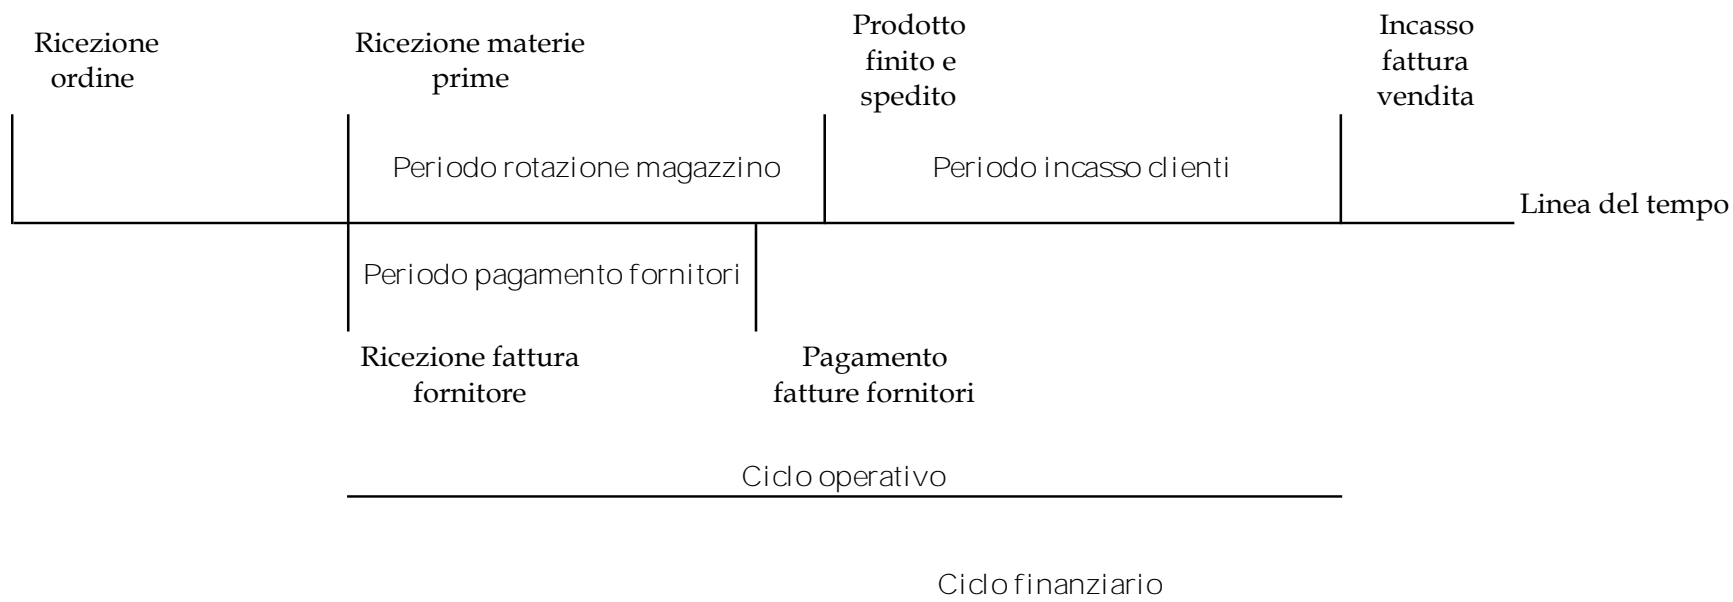 Ricezione
ordine
Ricezione materie
prime
Prodotto
finito e
spedito
Incasso
fattura
vendita
Periodo rotazione magazzino
Periodo incasso clienti
Linea del tempo
Periodo pagamento fornitori
Ricezione fattura
fornitore
Pagamento
fatture fornitori
Ciclo operativo
Ciclo finanziario